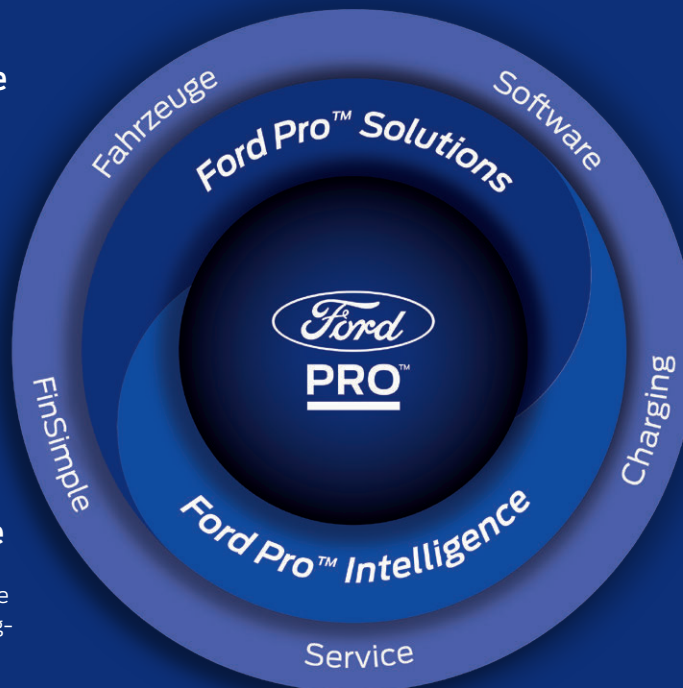 Fahrzeuge
Software
Ford Pro™ Solutions
Ford
PRO™
FinSimple
Charging
Ford Pro™ Intelligence
Service
e
e
e
g-